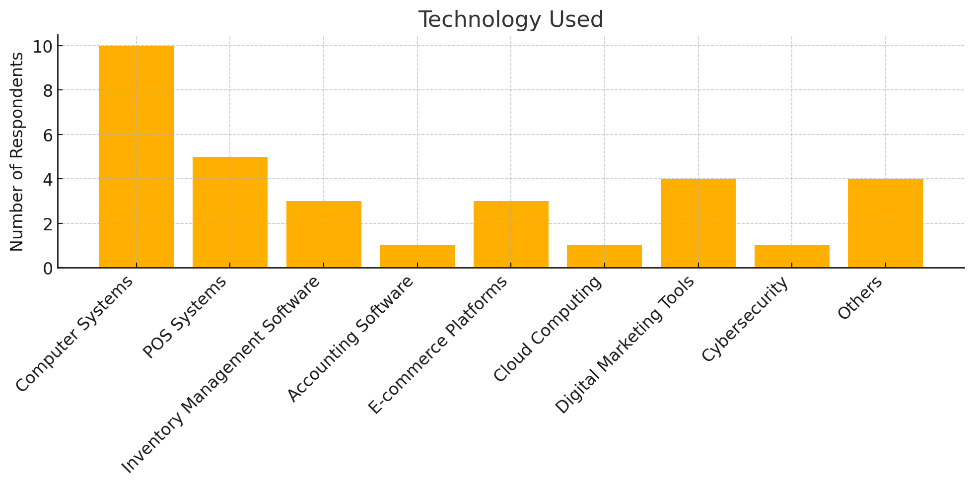 Technology Used
Number of Respondents
10
8
6
4
2
0
Computer Systems
POS Systems
Inventory Management Software
Accounting Software
E-commerce Platforms
Cloud Computing
Digital Marketing Tools
Cybersecurity
Others